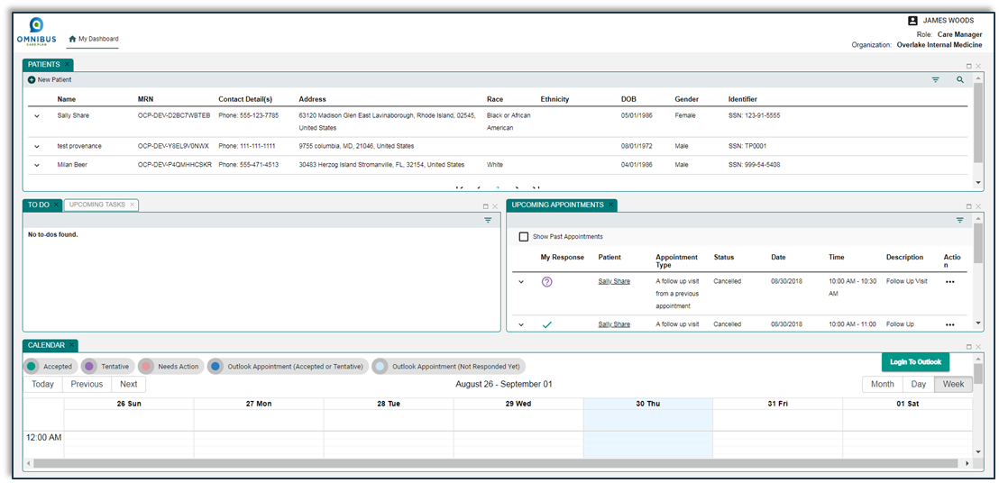 OMNIBUS
CARE PLAN
My Dashboard
JAMES WOODS
Role: Care Manager
Organization: Overlake Internal Medicine
PATIENTS ×
New Patient
Name MRN Contact Detail(s) Address Race Ethnicity DOB Gender Identifier
Sally Share OCP-DEV-D2BC7WBTEB Phone: 555-123-7785 63120 Madison Glen East Lavinaborough, Rhode Island, 02545, Black or African 05/01/1986 Female SSN: 123-91-5555
United States American
test provenance OCP-DEV-Y8EL9V0NWX Phone: 111-111-1111 9755 columbia, MD, 21046, United States 08/01/1972 Male SSN: TP0001
Milan Beer OCP-DEV-P4QMHHCSKR Phone: 555-471-4513 30483 Herzog Island Stromanville, FL, 32154, United States White 04/01/1986 Male SSN: 999-54-5408
TO DO × UPCOMING TASKS ×
No to-dos found.
UPCOMING APPOINTMENTS ×
Show Past Appointments
My Response Patient Appointment Status Date Time Description Actio
Type n
Sally Share A follow up visit Cancelled 08/30/2018 10:00 AM - 10:30 Follow Up Visit •••
from a previous AM
appointment
Sally Share A follow up visit Cancelled 08/30/2018 10:00 AM - 11:00 Follow Up •••
CALENDAR ×
Accepted Tentative Needs Action Outlook Appointment (Accepted or Tentative) Outlook Appointment (Not Responded Yet) Login To Outlook
Today Previous Next August 26 - September 01 Month Day Week
26 Sun 27 Mon 28 Tue 29 Wed 30 Thu 31 Fri 01 Sat
12:00 AM